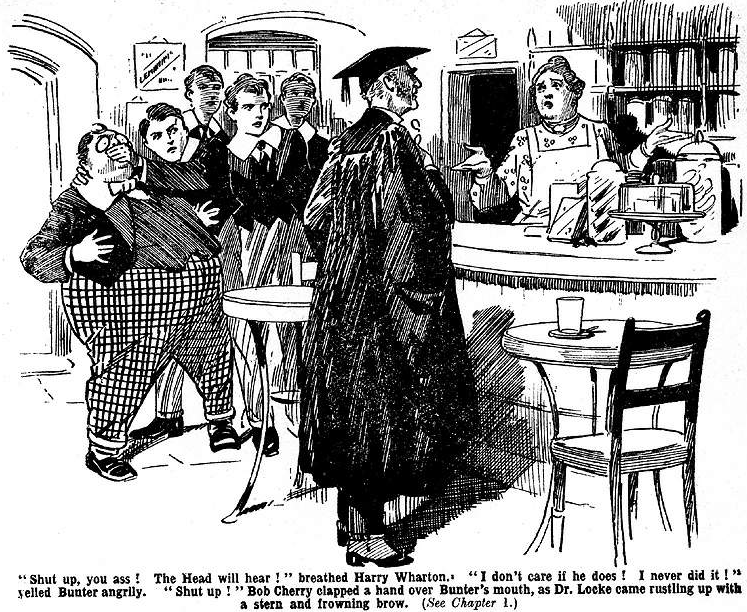 LEMONADE
"Shut up, you ass! The Head will hear!" breathed Harry Wharton. "I don't care if he does! I never did it!"
yelled Bunter angrily. "Shut up!" Bob Cherry clapped a hand over Bunter's mouth, as Dr. Locke came rustling up with
a stern and frowning brow. (See Chapter 1.)